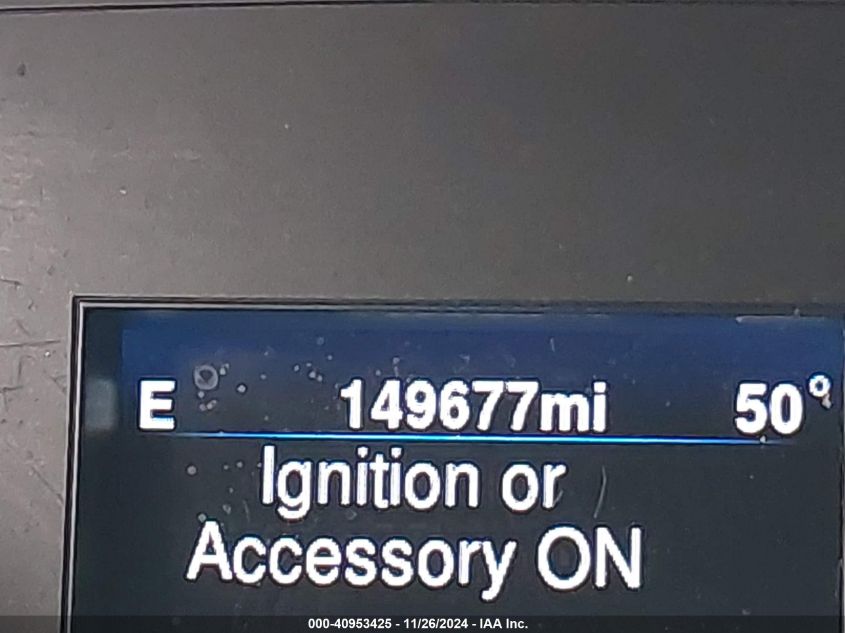 E 149677mi 50°
Ignition or
Accessory ON
000-40953425 - 11/26/2024 - IAA Inc.